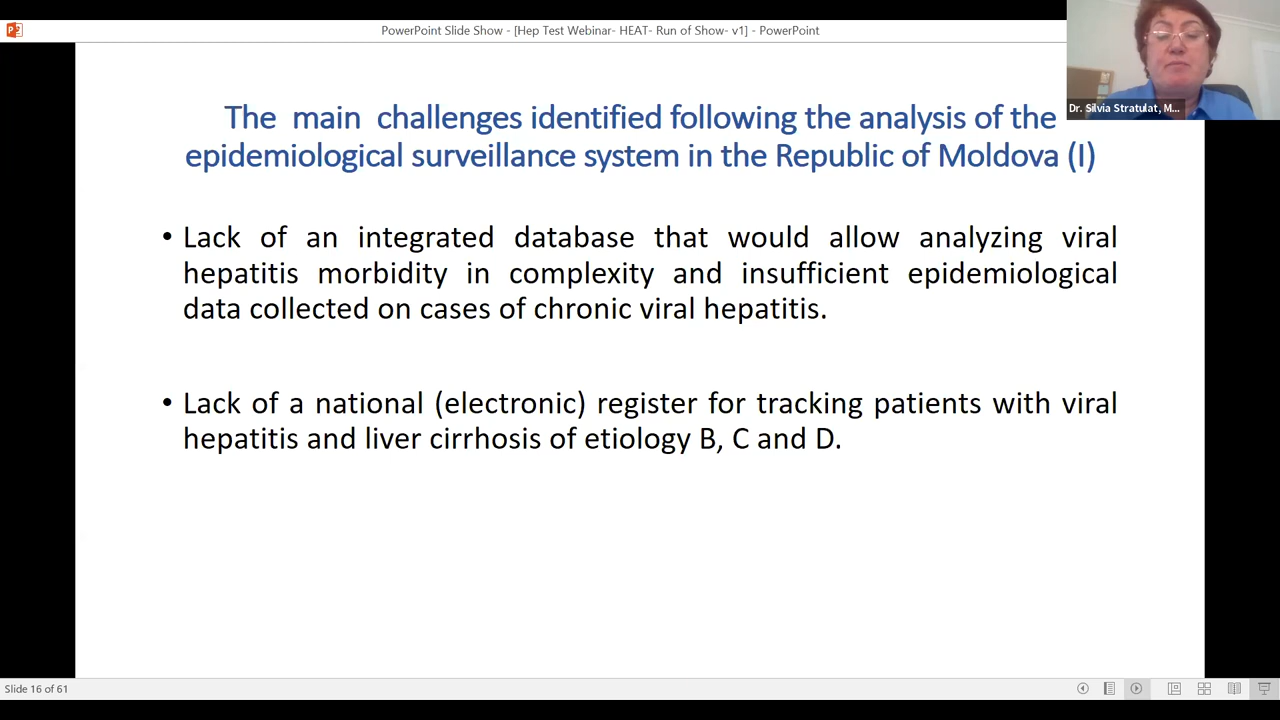 PowerPoint Slide Show - [Hep Test Webinar- HEAT- Run of Show- v1] - PowerPoint
Dr. Silvia Stratulat, M...
The main challenges identified following the analysis of the
epidemiological surveillance system in the Republic of Moldova (I)
• Lack of an integrated database that would allow analyzing viral
hepatitis morbidity in complexity and insufficient epidemiological
data collected on cases of chronic viral hepatitis.
• Lack of a national (electronic) register for tracking patients with viral
hepatitis and liver cirrhosis of etiology B, C and D.
Slide 16 of 61